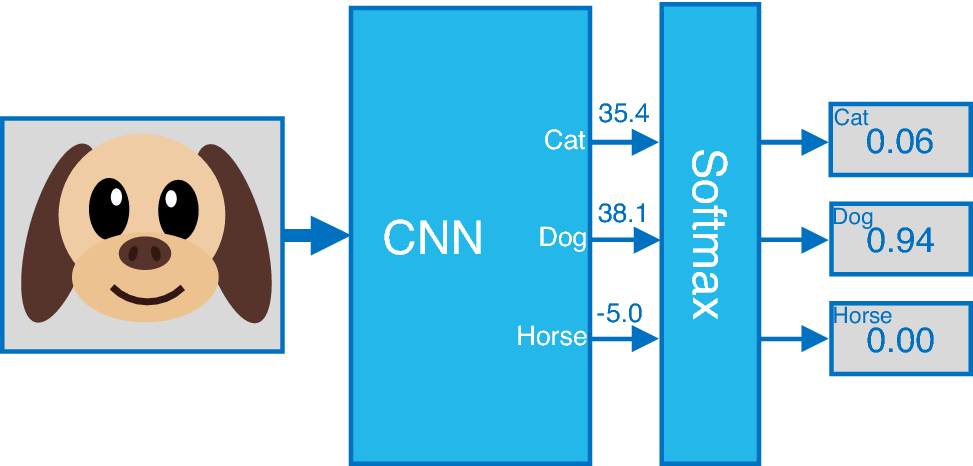 CNN
Cat
35.4
Dog
38.1
Horse
-5.0
Softmax
Cat
0.06
Dog
0.94
Horse
0.00